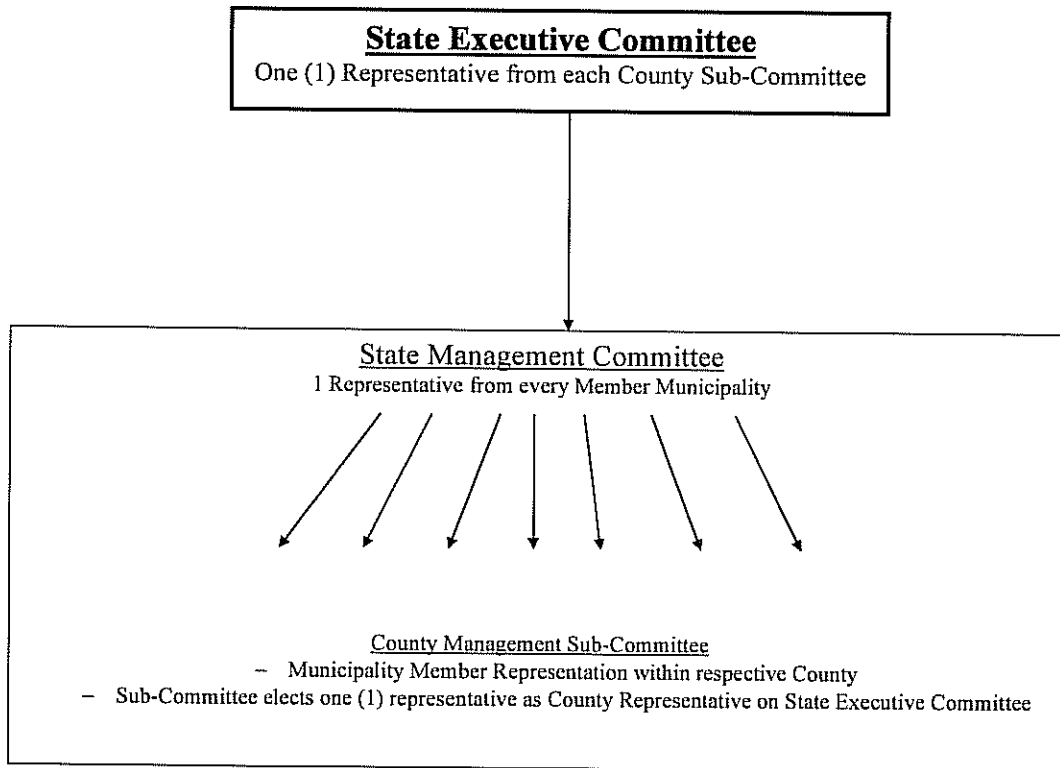 State Executive Committee
One (1) Representative from each County Sub-Committee
State Management Committee
1 Representative from every Member Municipality
County Management Sub-Committee
– Municipality Member Representation within respective County
– Sub-Committee elects one (1) representative as County Representative on State Executive Committee